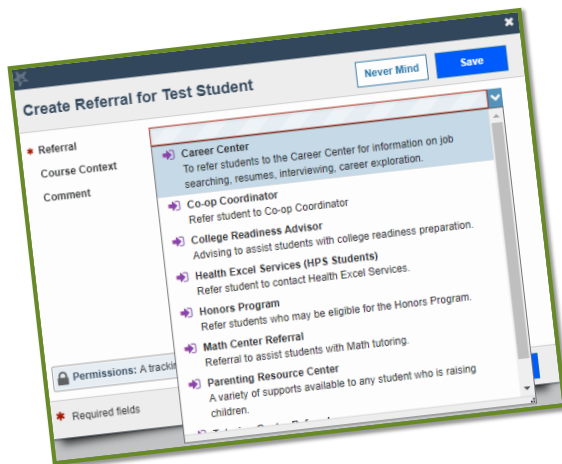 Create Referral for Test Student
Never Mind
Save
* Referral
Career Center
To refer students to the Career Center for information on job
searching, resumes, interviewing, career exploration.
Course Context
Comment
Co-op Coordinator
Refer student to Co-op Coordinator
College Readiness Advisor
Advising to assist students with college readiness preparation.
Health Excel Services (HPS Students)
Refer student to contact Health Excel Services.
Honors Program
Refer students who may be eligible for the Honors Program.
Math Center Referral
Referral to assist students with Math tutoring.
Parenting Resource Center
A variety of supports available to any student who is raising
children.
Permissions: A
* Required fields